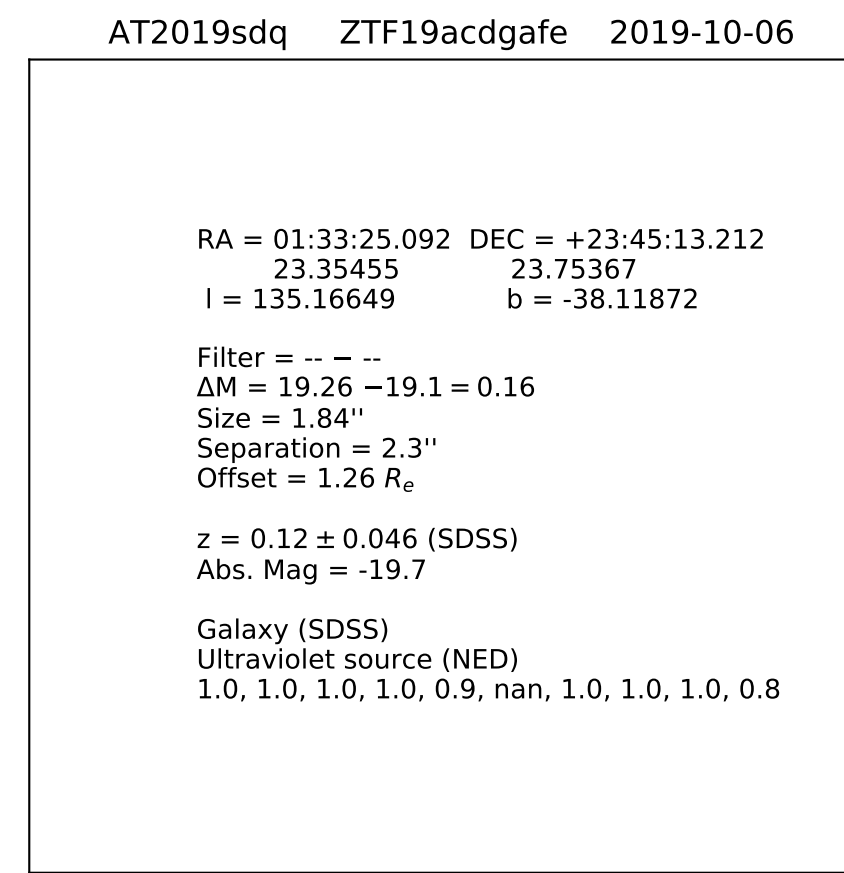 AT2019sdq ZTF19acdgafe 2019-10-06
RA = 01:33:25.092 DEC = +23:45:13.212
23.35455 23.75367
l = 135.16649 b = -38.11872
Filter = -- − --
ΔM = 19.26 −19.1 = 0.16
Size = 1.84''
Separation = 2.3''
Offset = 1.26 Rₑ
z = 0.12 ± 0.046 (SDSS)
Abs. Mag = -19.7
Galaxy (SDSS)
Ultraviolet source (NED)
1.0, 1.0, 1.0, 1.0, 0.9, nan, 1.0, 1.0, 1.0, 0.8